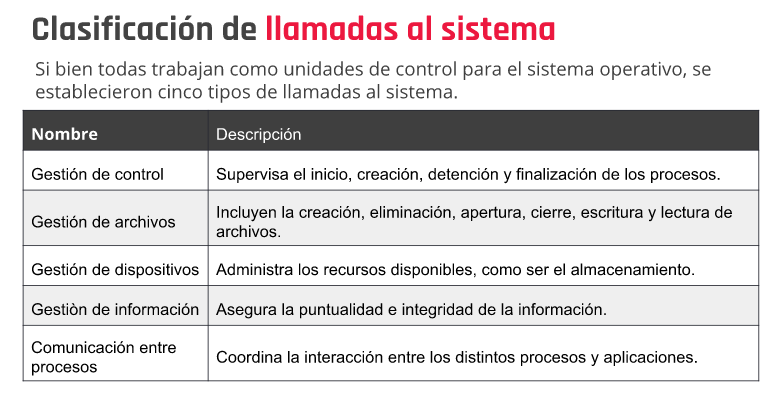 Clasificación de llamadas al sistema
Si bien todas trabajan como unidades de control para el sistema operativo, se
establecieron cinco tipos de llamadas al sistema.
Nombre
Descripción
Gestión de control
Supervisa el inicio, creación, detención y finalización de los procesos.
Gestión de archivos
Incluyen la creación, eliminación, apertura, cierre, escritura y lectura de
archivos.
Gestión de dispositivos
Administra los recursos disponibles, como ser el almacenamiento.
Gestiòn de información
Asegura la puntualidad e integridad de la información.
Comunicación entre
procesos
Coordina la interacción entre los distintos procesos y aplicaciones.